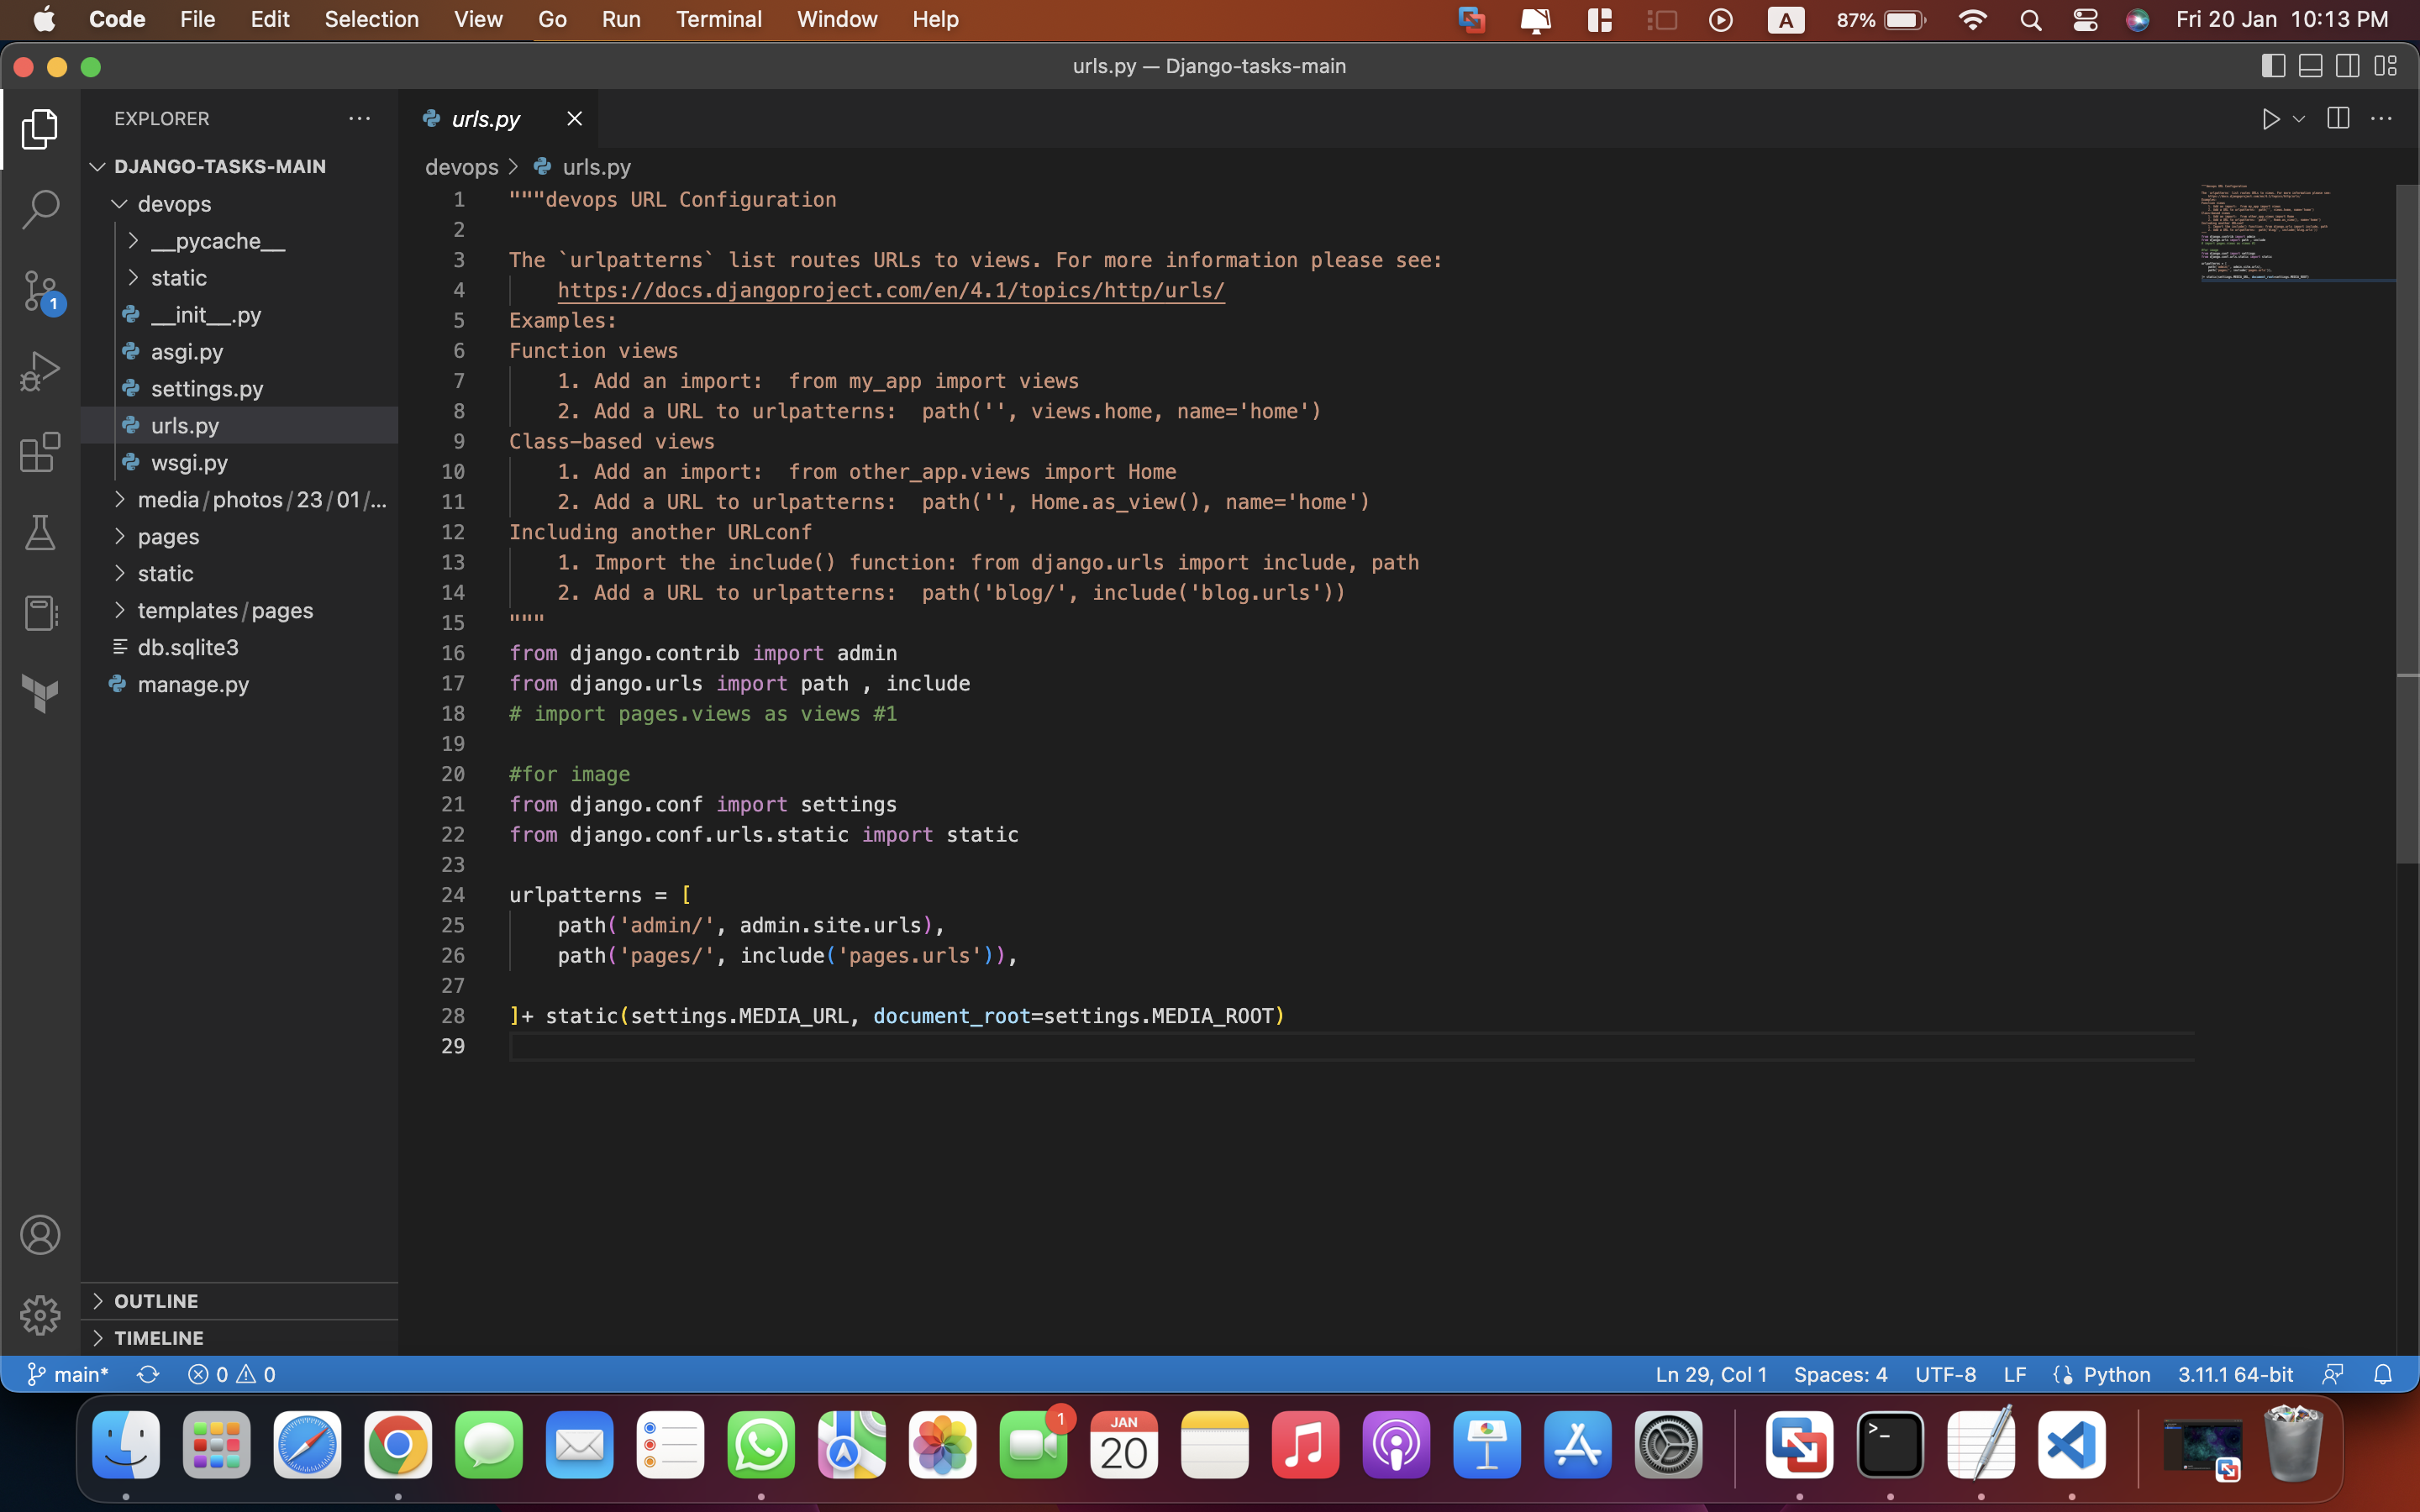 Code File Edit Selection View Go Run Terminal Window Help A 87% Fri 20 Jan 10:13 PM
urls.py — Django-tasks-main
EXPLORER
DJANGO-TASKS-MAIN
devops
__pycache__
static
__init__.py
asgi.py
settings.py
urls.py
wsgi.py
media/photos/23/01/...
pages
static
templates/pages
db.sqlite3
manage.py
OUTLINE
TIMELINE
1
urls.py
devops > urls.py
1 """devops URL Configuration
2
3 The `urlpatterns` list routes URLs to views. For more information please see:
4     https://docs.djangoproject.com/en/4.1/topics/http/urls/
5 Examples:
6 Function views
7     1. Add an import:  from my_app import views
8     2. Add a URL to urlpatterns:  path('', views.home, name='home')
9 Class-based views
10     1. Add an import:  from other_app.views import Home
11     2. Add a URL to urlpatterns:  path('', Home.as_view(), name='home')
12 Including another URLconf
13     1. Import the include() function: from django.urls import include, path
14     2. Add a URL to urlpatterns:  path('blog/', include('blog.urls'))
15 """
16 from django.contrib import admin
17 from django.urls import path , include
18 # import pages.views as views #1
19
20 #for image
21 from django.conf import settings
22 from django.conf.urls.static import static
23
24 urlpatterns = [
25     path('admin/', admin.site.urls),
26     path('pages/', include('pages.urls')),
27
28 ]+ static(settings.MEDIA_URL, document_root=settings.MEDIA_ROOT)
29
main* 0 0 Ln 29, Col 1 Spaces: 4 UTF-8 LF Python 3.11.1 64-bit
1
JAN
20